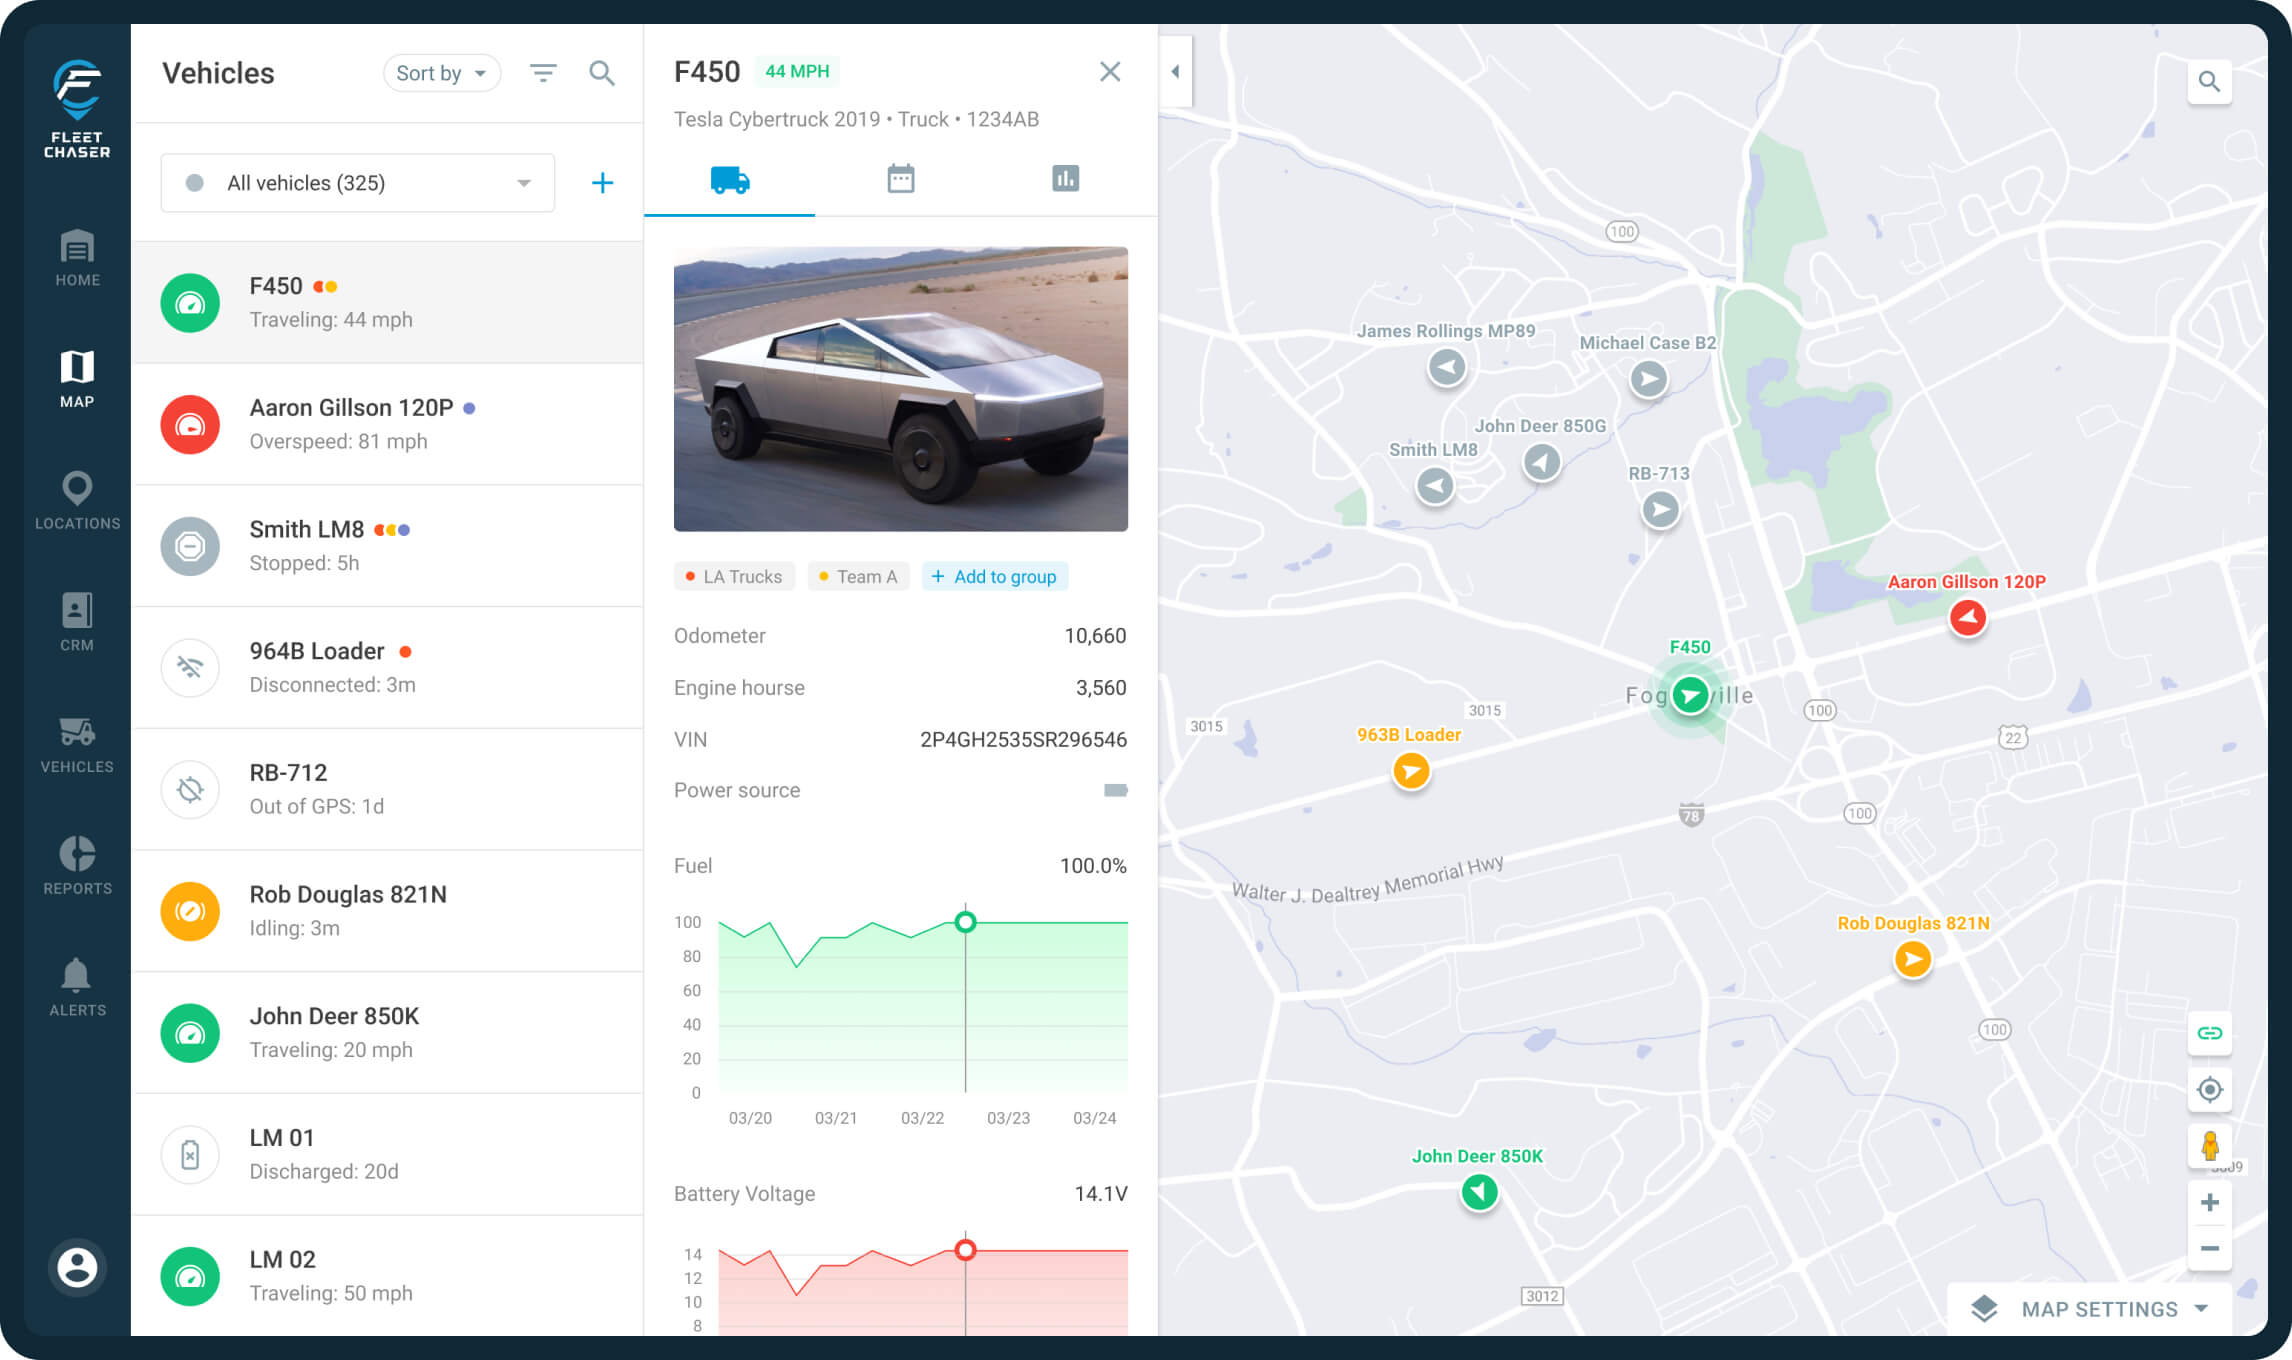 FLEET
CHASER
HOME
MAP
LOCATIONS
CRM
VEHICLES
REPORTS
ALERTS
Vehicles
Sort by
All vehicles (325)
F450
Traveling: 44 mph
Aaron Gillson 120P
Overspeed: 81 mph
Smith LM8
Stopped: 5h
964B Loader
Disconnected: 3m
RB-712
Out of GPS: 1d
Rob Douglas 821N
Idling: 3m
John Deer 850K
Traveling: 20 mph
LM 01
Discharged: 20d
LM 02
Traveling: 50 mph
F450 44 MPH
Tesla Cybertruck 2019 • Truck • 1234AB
LA Trucks
Team A
+ Add to group
Odometer 10,660
Engine hourse 3,560
VIN 2P4GH2535SR296546
Power source
Fuel 100.0%
100
80
60
40
20
0
03/20 03/21 03/22 03/23 03/24
Battery Voltage 14.1V
14
12
10
8
100
James Rollings MP89
Michael Case B2
John Deer 850G
Smith LM8
RB-713
Aaron Gillson 120P
F450
Fog ville
3015
3015
100
22
963B Loader
78
100
Walter J. Dealtrey Memorial Hwy
Rob Douglas 821N
100
John Deer 850K
3012
MAP SETTINGS